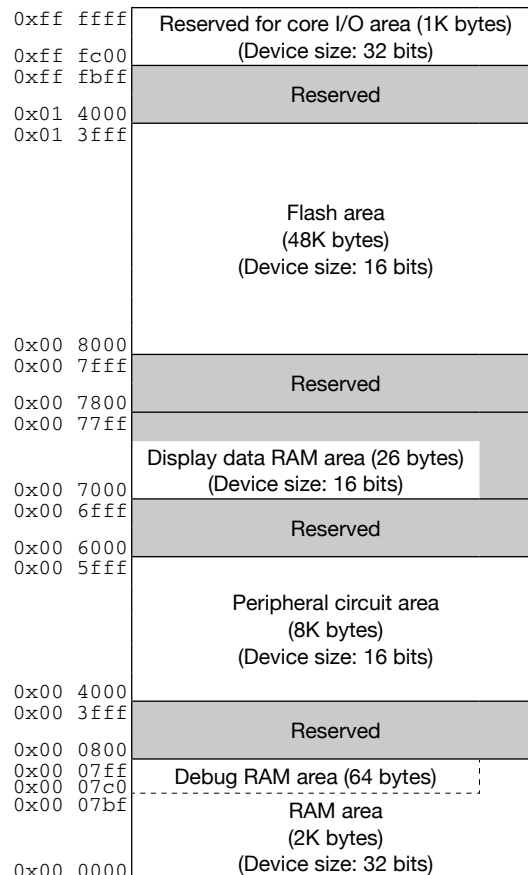 0xff ffff
Reserved for core I/O area (1K bytes)
(Device size: 32 bits)
0xff fc00
0xff fbff
Reserved
0x01 4000
0x01 3fff
Flash area
(48K bytes)
(Device size: 16 bits)
0x00 8000
0x00 7fff
Reserved
0x00 7800
0x00 77ff
Display data RAM area (26 bytes)
(Device size: 16 bits)
0x00 7000
0x00 6fff
Reserved
0x00 6000
0x00 5fff
Peripheral circuit area
(8K bytes)
(Device size: 16 bits)
0x00 4000
0x00 3fff
Reserved
0x00 0800
0x00 07ff
Debug RAM area (64 bytes)
0x00 07c0
0x00 07bf
RAM area
(2K bytes)
(Device size: 32 bits)
0x00 0000